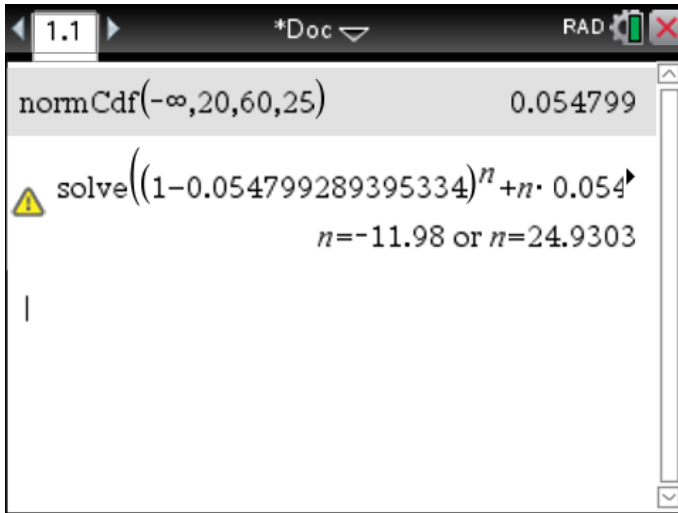 1.1 *Doc RAD
normCdf(-∞,20,60,25) 0.054799
solve((1-0.054799289395334)ⁿ+n· 0.054
n=-11.98 or n=24.9303